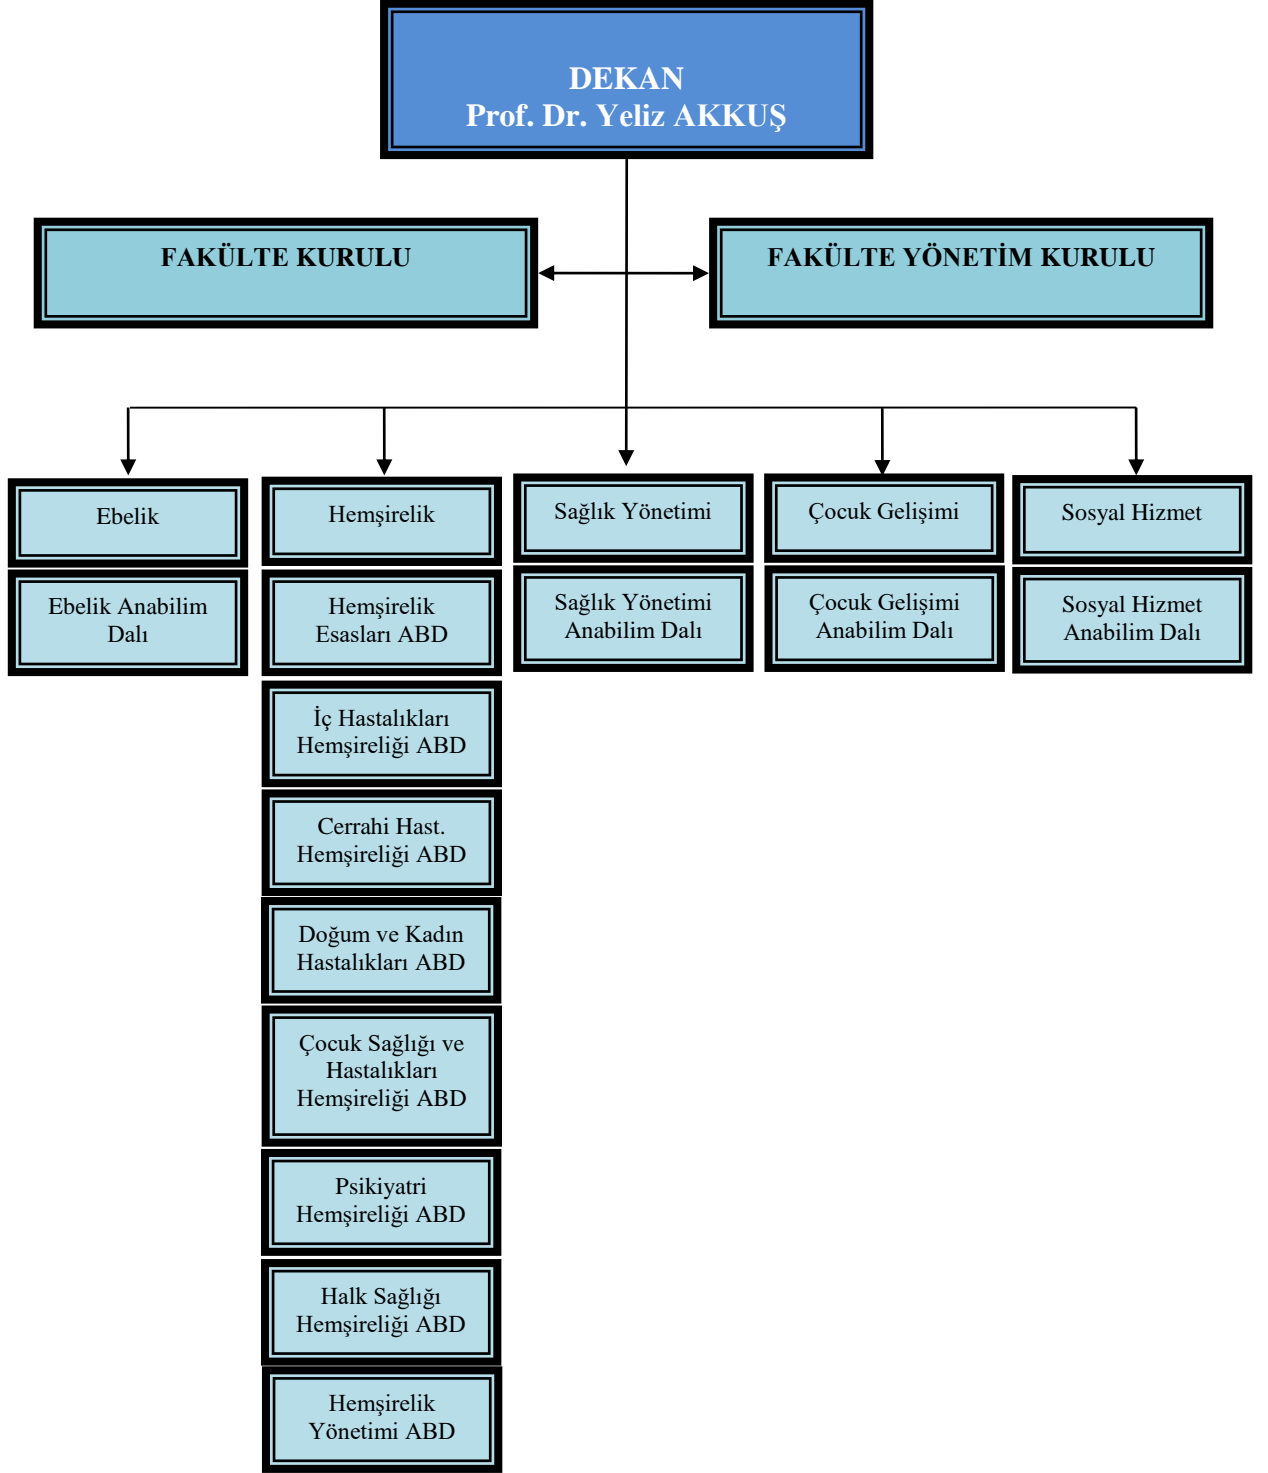 DEKAN
Prof. Dr. Yeliz AKKUŞ
FAKÜLTE KURULU
FAKÜLTE YÖNETİM KURULU
Ebelik
Hemşirelik
Sağlık Yönetimi
Çocuk Gelişimi
Sosyal Hizmet
Ebelik Anabilim
Dalı
Hemşirelik
Esasları ABD
Sağlık Yönetimi
Anabilim Dalı
Çocuk Gelişimi
Anabilim Dalı
Sosyal Hizmet
Anabilim Dalı
İç Hastalıkları
Hemşireliği ABD
Cerrahi Hast.
Hemşireliği ABD
Doğum ve Kadın
Hastalıkları ABD
Çocuk Sağlığı ve
Hastalıkları
Hemşireliği ABD
Psikiyatri
Hemşireliği ABD
Halk Sağlığı
Hemşireliği ABD
Hemşirelik
Yönetimi ABD